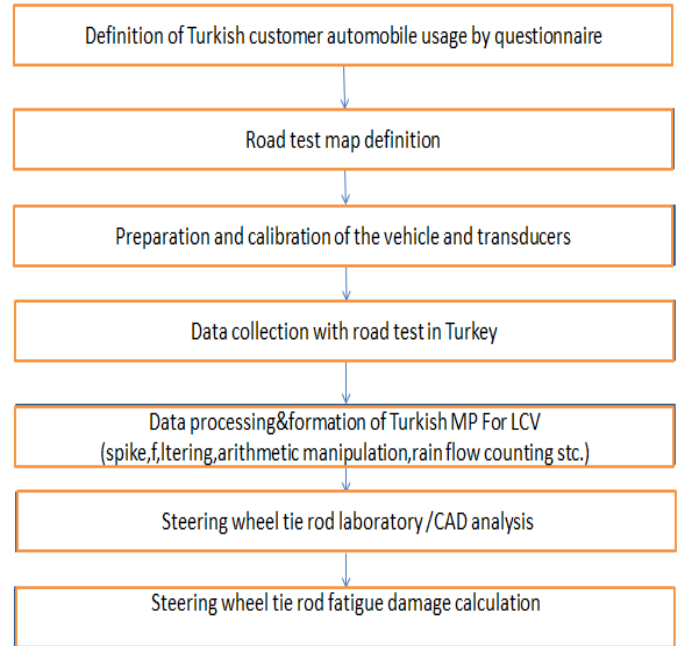 Definition of Turkish customer automobile usage by questionnaire
Road test map definition
Preparation and calibration of the vehicle and transducers
Data collection with road test in Turkey
Data processing&formation of Turkish MP For LCV
(spike,f,ltering,arithmetic manipulation,rain flow counting stc.)
Steering wheel tie rod laboratory /CAD analysis
Steering wheel tie rod fatigue damage calculation